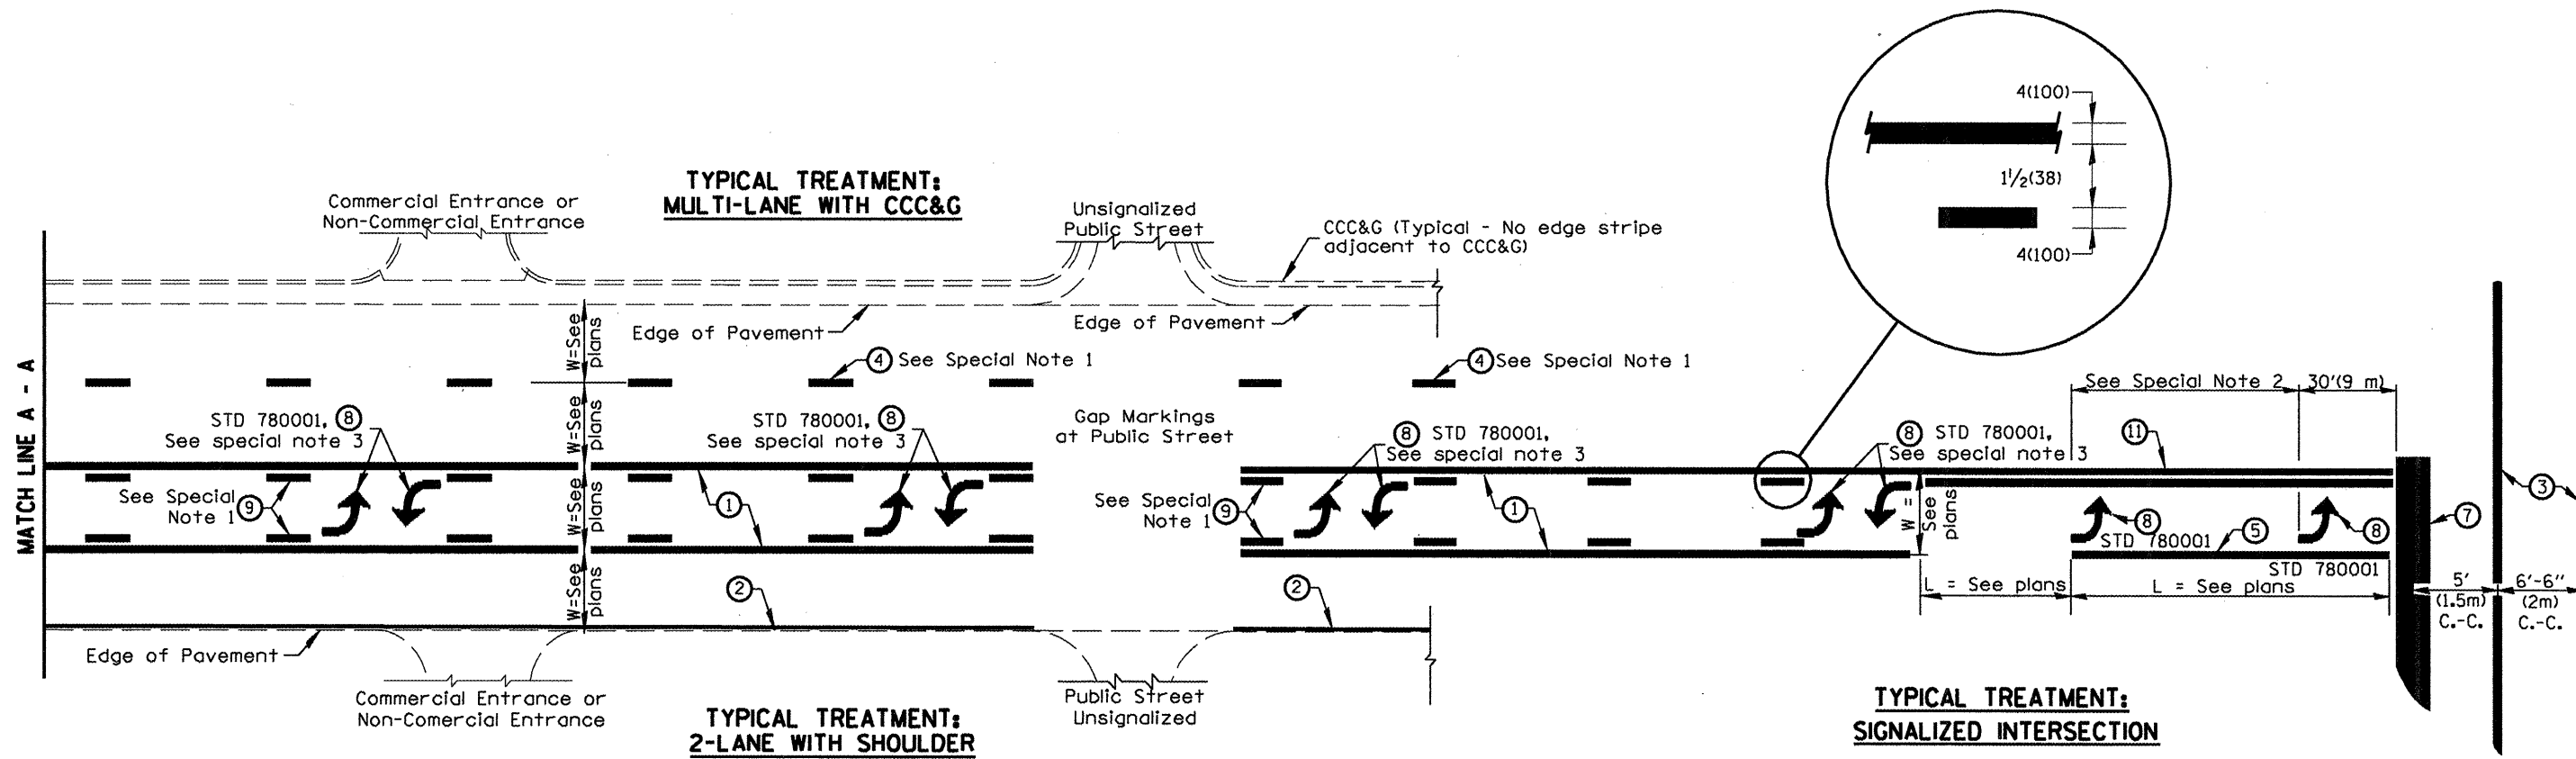 TYPICAL TREATMENT:
MULTI-LANE WITH CCC&G
Commercial Entrance or
Non-Commercial Entrance
Unsignalized
Public Street
CCC&G (Typical - No edge stripe
adjacent to CCC&G)
4(100)
1 1/2(38)
4(100)
MATCH LINE A - A
W=See
plans
Edge of Pavement
Edge of Pavement
4 See Special Note 1
4 See Special Note 1
See Special Note 2
30'(9 m)
STD 780001, 8
See special note 3
W=See
plans
STD 780001, 8
See special note 3
Gap Markings
at Public Street
8 STD 780001,
See special note 3
8 STD 780001,
See special note 3
11
See Special
Note 1 9
W=See
plans
1
See Special
Note 1 9
1
W =
See
plans
8
STD 780001
5
8
7
3
STD 780001
2
W=See
plans
2
L = See plans
L = See plans
5'
(1.5m)
C.-C.
6'-6"
(2m)
C.-C.
Edge of Pavement
Commercial Entrance or
Non-Comercial Entrance
Public Street
Unsignalized
TYPICAL TREATMENT:
2-LANE WITH SHOULDER
TYPICAL TREATMENT:
SIGNALIZED INTERSECTION